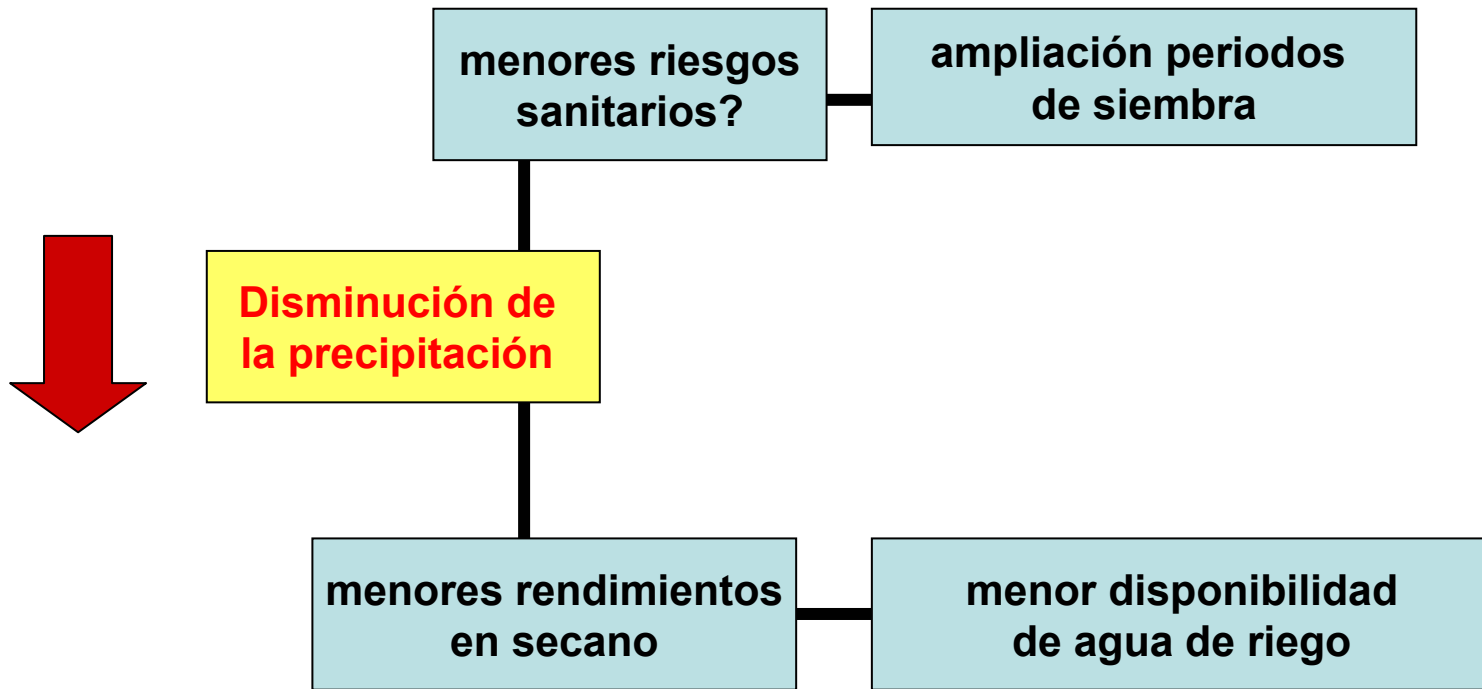 menores riesgos
sanitarios?
ampliación periodos
de siembra
Disminución de
la precipitación
menores rendimientos
en secano
menor disponibilidad
de agua de riego